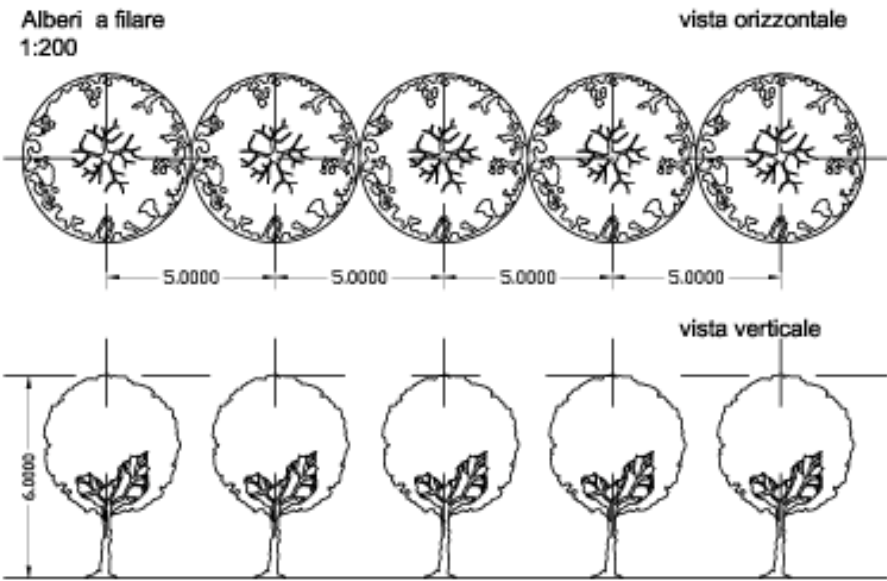 Alberi a filare
vista orizzontale
1:200
5.0000
5.0000
5.0000
5.0000
vista verticale
6.0000